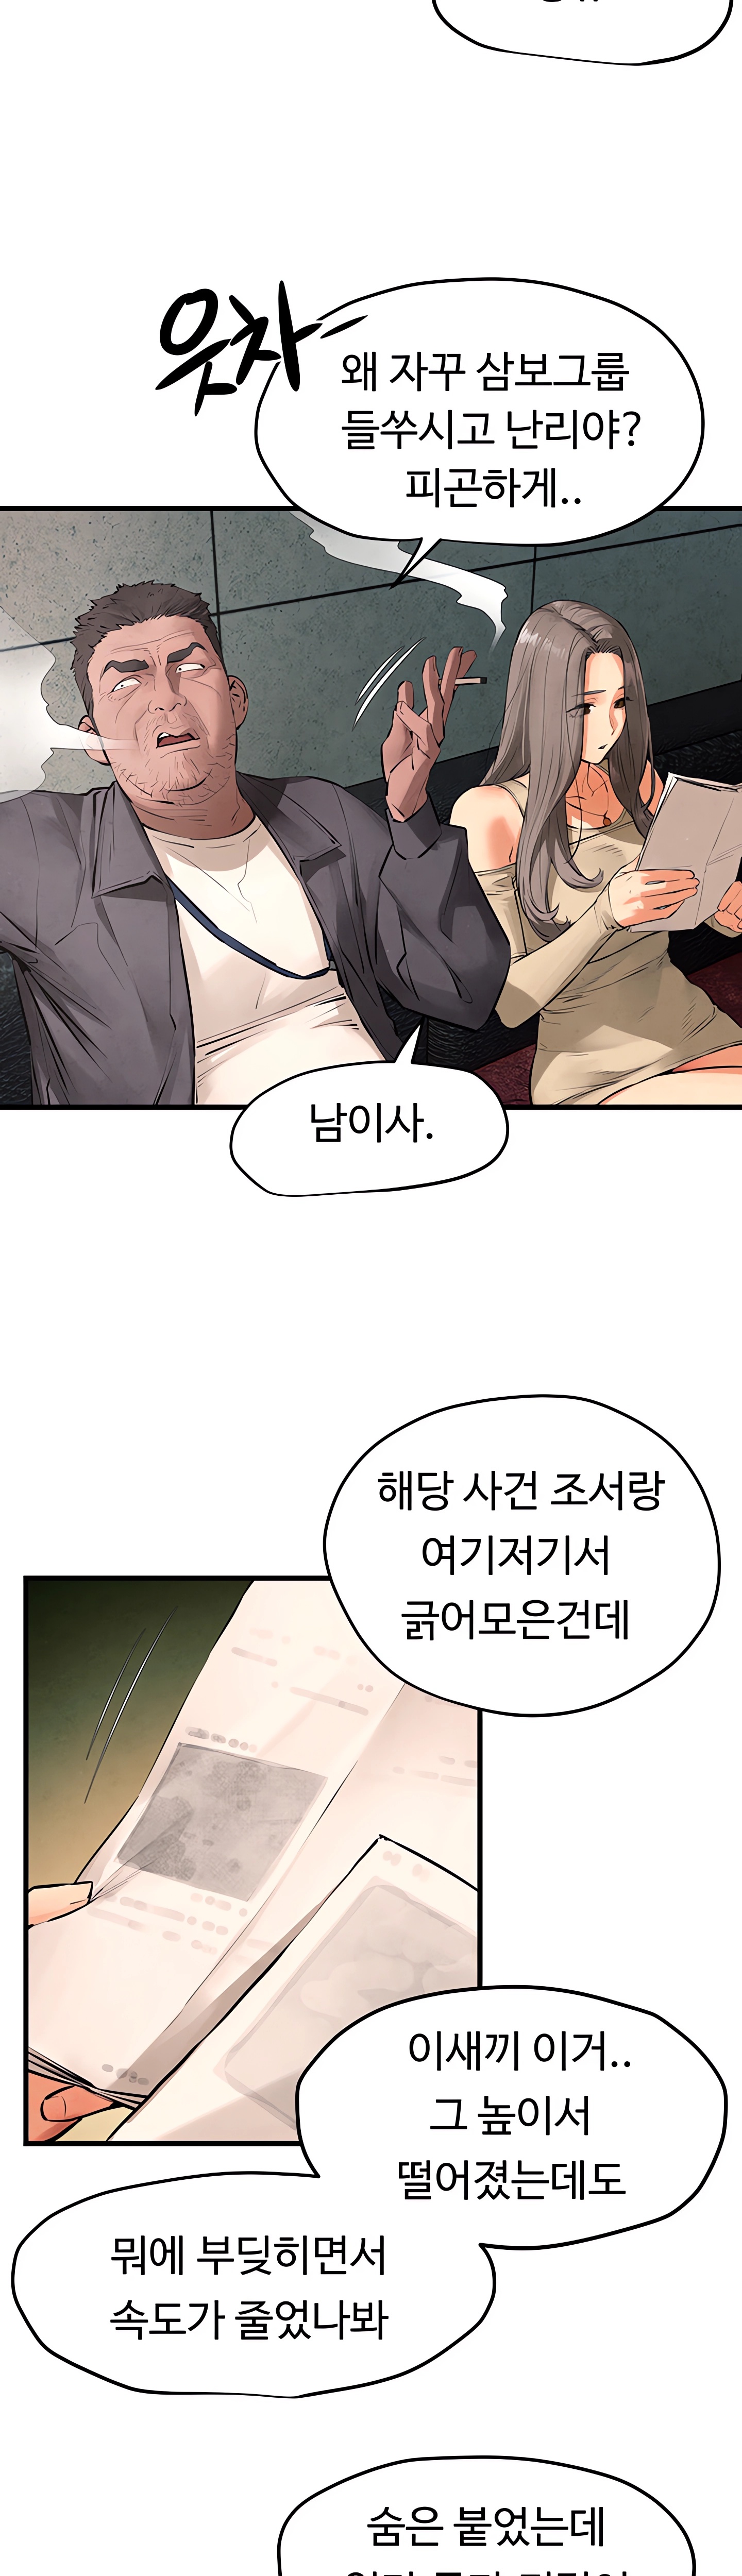 읏차
왜 자꾸 삼보그룹
들쑤시고 난리야?
피곤하게..
남이사.
해당 사건 조서랑
여기저기서
긁어모은건데
이새끼 이거..
그 높이서
떨어졌는데도
뭐에 부딪히면서
속도가 줄었나봐
숨은 붙었는데